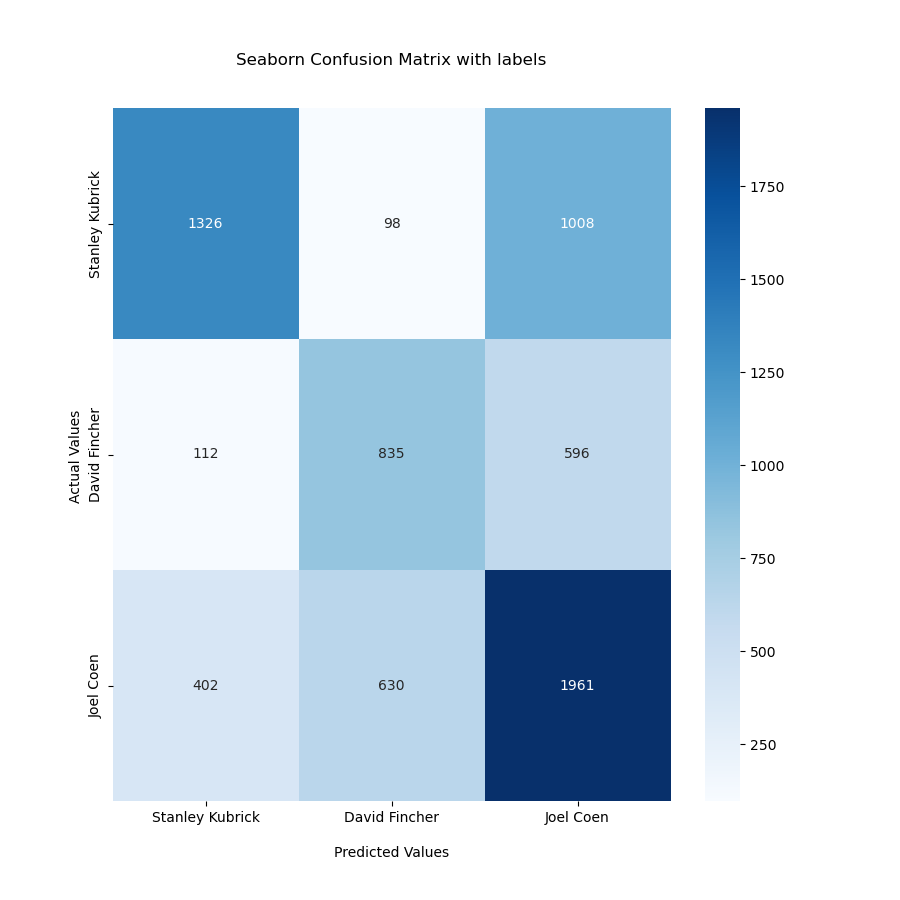 Seaborn Confusion Matrix with labels
Actual Values
Stanley Kubrick
1326 98 1008
David Fincher
112 835 596
Joel Coen
402 630 1961
Stanley Kubrick David Fincher Joel Coen
Predicted Values
1750
1500
1250
1000
750
500
250